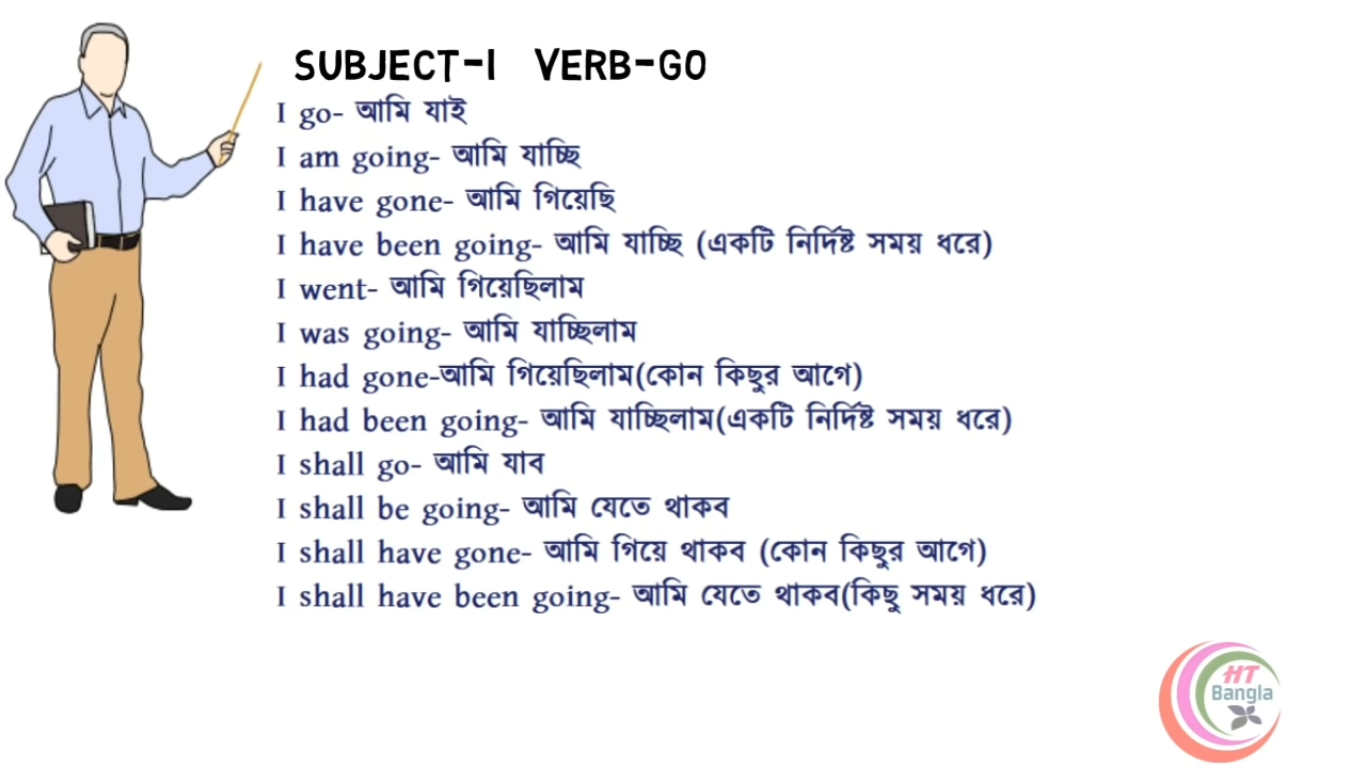 SUBJECT-I VERB-GO
I go- আমি যাই
I am going- আমি যাচ্ছি
I have gone- আমি গিয়েছি
I have been going- আমি যাচ্ছি (একটি নির্দিষ্ট সময় ধরে)
I went- আমি গিয়েছিলাম
I was going- আমি যাচ্ছিলাম
I had gone-আমি গিয়েছিলাম(কোন কিছুর আগে)
I had been going- আমি যাচ্ছিলাম(একটি নির্দিষ্ট সময় ধরে)
I shall go- আমি যাব
I shall be going- আমি যেতে থাকব
I shall have gone- আমি গিয়ে থাকব (কোন কিছুর আগে)
I shall have been going- আমি যেতে থাকব(কিছু সময় ধরে)
HT
Bangla